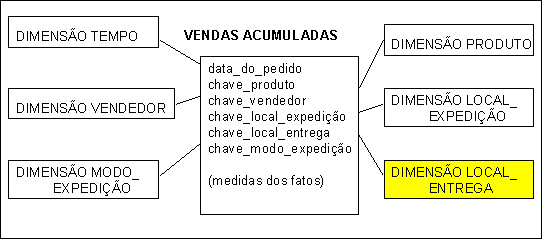 DIMENSÃO TEMPO
DIMENSÃO VENDEDOR
DIMENSÃO MODO_
EXPEDIÇÃO
VENDAS ACUMULADAS
data_do_pedido
chave_produto
chave_vendedor
chave_local_expedição
chave_local_entrega
chave_modo_expedição
(medidas dos fatos)
DIMENSÃO PRODUTO
DIMENSÃO LOCAL_
EXPEDIÇÃO
DIMENSÃO LOCAL_
ENTREGA